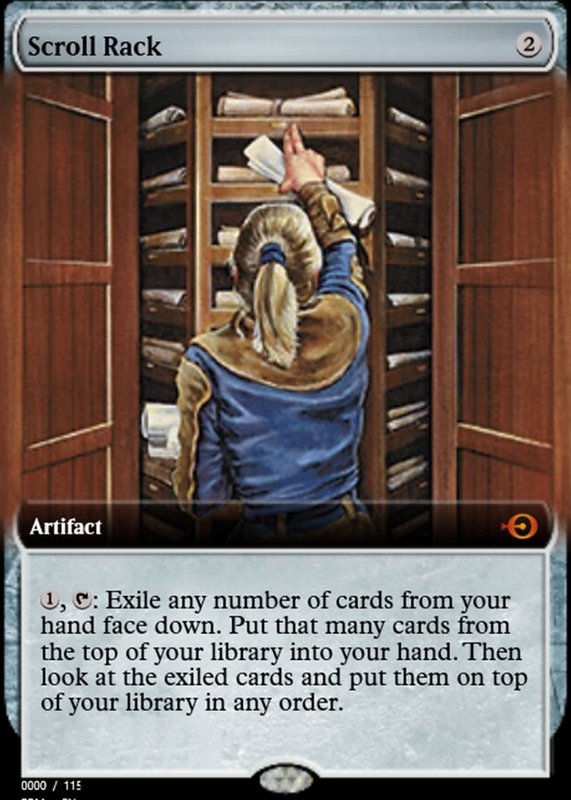 Scroll Rack
2
Artifact
1, T: Exile any number of cards from your
hand face down. Put that many cards from
the top of your library into your hand. Then
look at the exiled cards and put them on top
of your library in any order.
0000 / 115